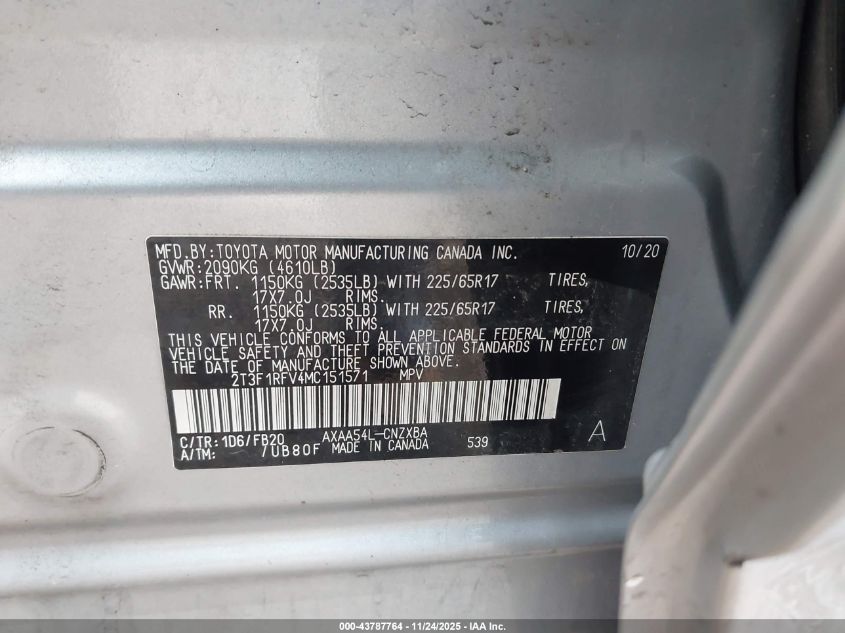 MFD.BY:TOYOTA MOTOR MANUFACTURING CANADA INC. 10/20
GVWR:2090KG (4610LB)
GAWR:FRT. 1150KG (2535LB) WITH 225/65R17 TIRES,
17X7.0J RIMS.
RR. 1150KG (2535LB) WITH 225/65R17 TIRES,
17X7.0J RIMS.
THIS VEHICLE CONFORMS TO ALL APPLICABLE FEDERAL MOTOR
VEHICLE SAFETY AND THEFT PREVENTION STANDARDS IN EFFECT ON
THE DATE OF MANUFACTURE SHOWN ABOVE.
2T3F1RFV4MC151571 MPV
C/TR:1D6/FB20 AXAA54L-CNZXBA A
A/TM: /UB80F MADE IN CANADA 539
000-43787764 - 11/24/2025 - IAA Inc.